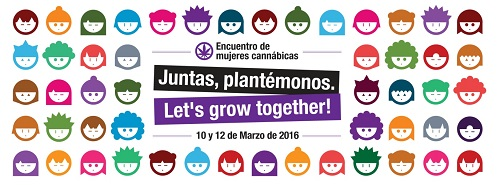 Encuentro de
mujeres cannábicas
Juntas, plantémonos.
Let's grow together!
10 y 12 de Marzo de 2016